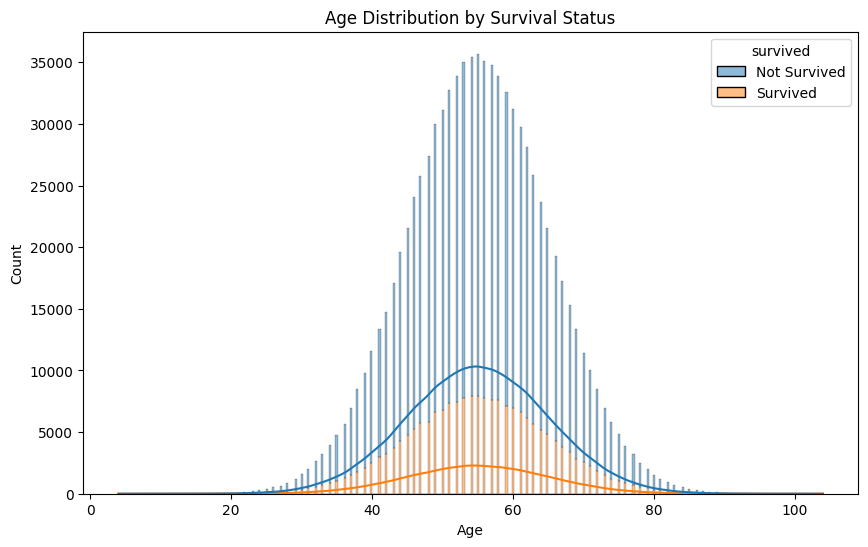 Age Distribution by Survival Status
survived
Not Survived
Survived
35000
30000
25000
20000
15000
10000
5000
0
Count
0 20 40 60 80 100
Age